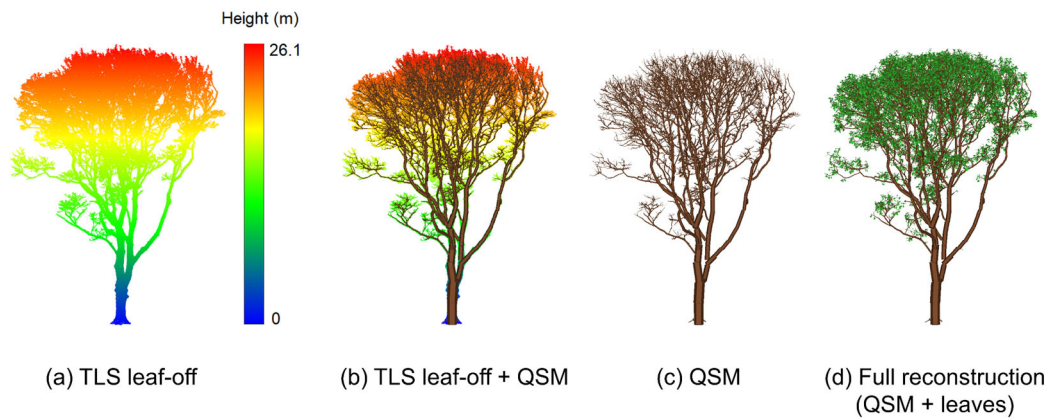 Height (m)
26.1
0
(a) TLS leaf-off
(b) TLS leaf-off + QSM
(c) QSM
(d) Full reconstruction
(QSM + leaves)